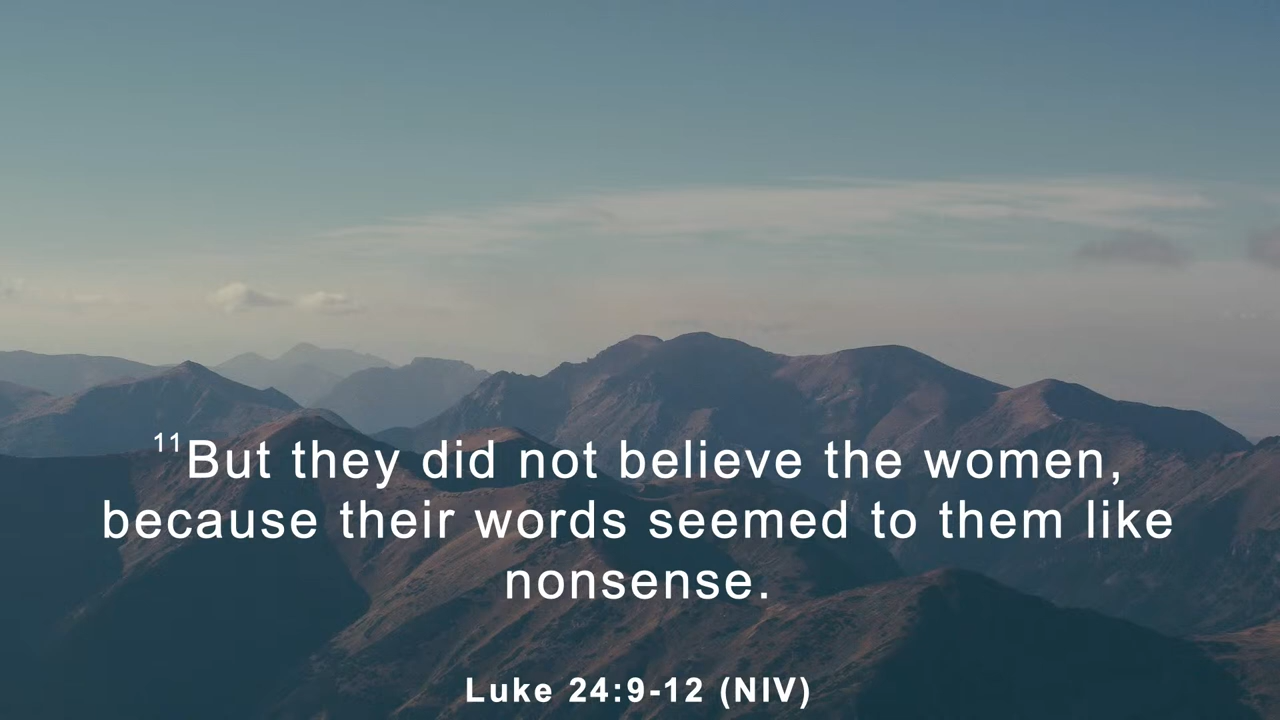 ¹¹But they did not believe the women,
because their words seemed to them like
nonsense.
Luke 24:9-12 (NIV)